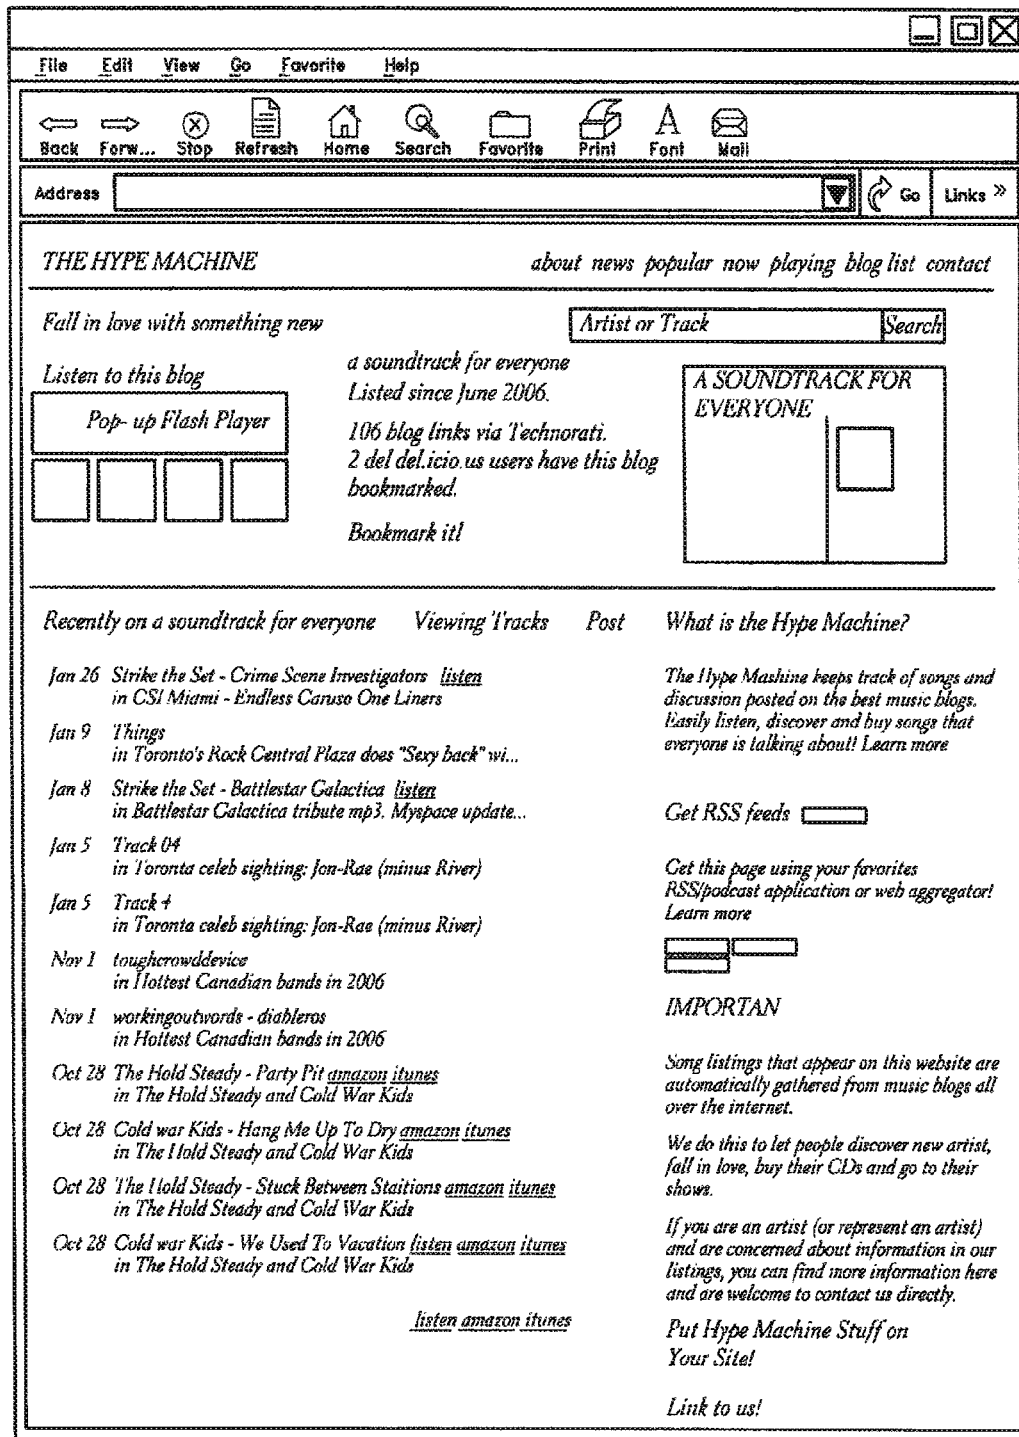 File Edit View Go Favorite Help
Back Forw... Stop Refresh Home Search Favorite Print Font Mail
Address Go Links »
THE HYPE MACHINE about news popular now playing blog list contact
Fall in love with something new
Artist or Track Search
Listen to this blog
Pop- up Flash Player
a soundtrack for everyone
Listed since June 2006.
106 blog links via Technorati.
2 del del.icio.us users have this blog
bookmarked.
Bookmark it!
A SOUNDTRACK FOR
EVERYONE
Recently on a soundtrack for everyone Viewing Tracks Post
Jan 26 Strike the Set - Crime Scene Investigators listen
in CSI Miami - Endless Caruso One Liners
Jan 9 Things
in Toronto's Rock Central Plaza does "Sexy back" wi...
Jan 8 Strike the Set - Battlestar Galactica listen
in Battlestar Galactica tribute mp3. Myspace update...
Jan 5 Track 04
in Toronta celeb sighting: Jon-Rae (minus River)
Jan 5 Track 4
in Toronta celeb sighting: Jon-Rae (minus River)
Nov 1 toughcrowddevice
in Hottest Canadian bands in 2006
Nov 1 workingoutwords - diableros
in Hottest Canadian bands in 2006
Oct 28 The Hold Steady - Party Pit amazon itunes
in The Hold Steady and Cold War Kids
Oct 28 Cold war Kids - Hang Me Up To Dry amazon itunes
in The Hold Steady and Cold War Kids
Oct 28 The Hold Steady - Stuck Between Staitions amazon itunes
in The Hold Steady and Cold War Kids
Oct 28 Cold war Kids - We Used To Vacation listen amazon itunes
in The Hold Steady and Cold War Kids
listen amazon itunes
What is the Hype Machine?
The Hype Mashine keeps track of songs and
discussion posted on the best music blogs.
Easily listen, discover and buy songs that
everyone is talking about! Learn more
Get RSS feeds
Get this page using your favorites
RSS/podcast application or web aggregator!
Learn more
IMPORTAN
Song listings that appear on this website are
automatically gathered from music blogs all
over the internet.
We do this to let people discover new artist,
fall in love, buy their CDs and go to their
shows.
If you are an artist (or represent an artist)
and are concerned about information in our
listings, you can find more information here
and are welcome to contact us directly.
Put Hype Machine Stuff on
Your Site!
Link to us!